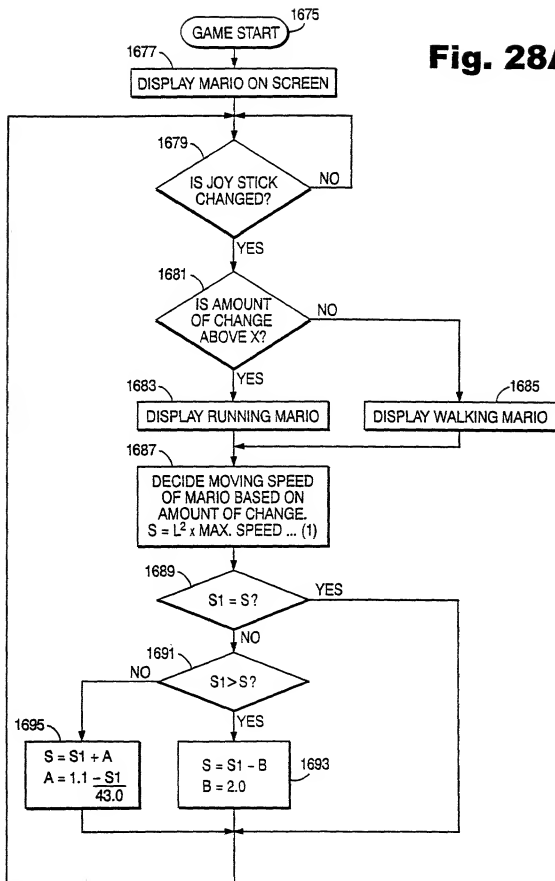 1675
GAME START
Fig. 28A
1677
DISPLAY MARIO ON SCREEN
1679
IS JOY STICK
CHANGED?
NO
YES
1681
IS AMOUNT
OF CHANGE
ABOVE X?
NO
YES
1683
DISPLAY RUNNING MARIO
1685
DISPLAY WALKING MARIO
1687
DECIDE MOVING SPEED
OF MARIO BASED ON
AMOUNT OF CHANGE.
S = L² x MAX. SPEED ... (1)
1689
S1 = S?
YES
NO
1691
S1 > S?
NO
YES
1695
S = S1 + A
A = 1.1 – S1
43.0
S = S1 – B
B = 2.0
1693